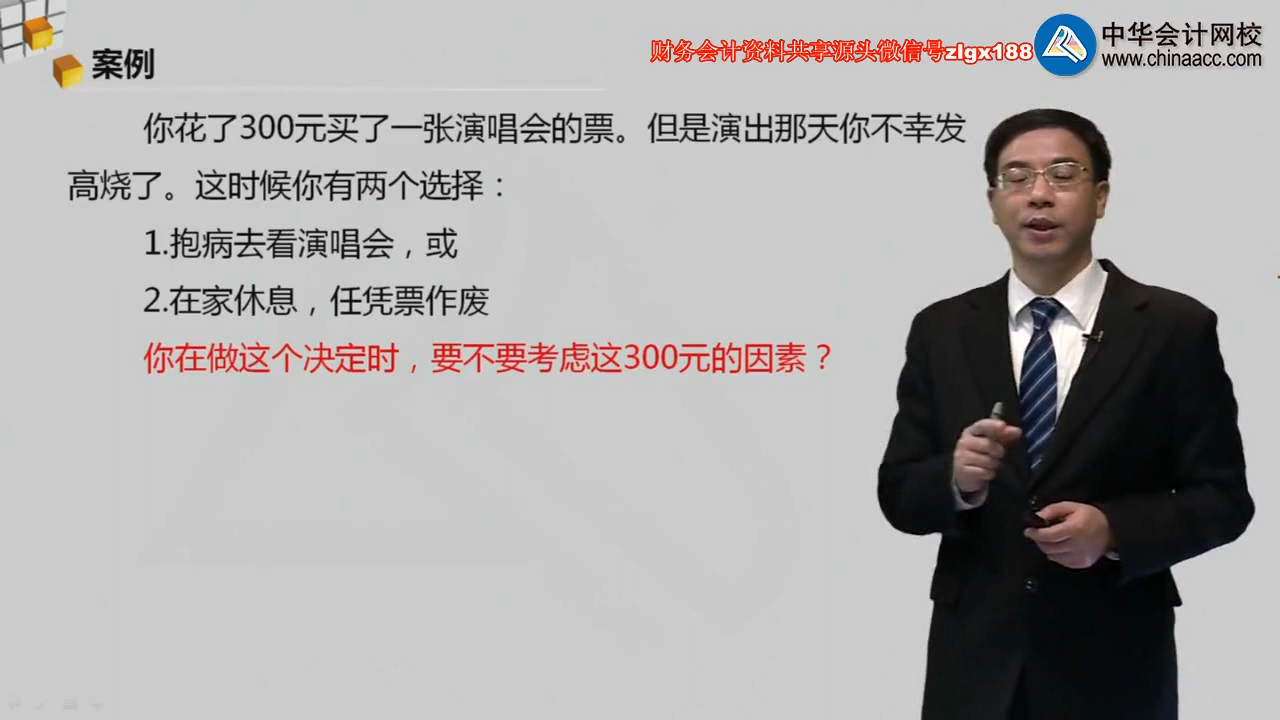 财务会计资料共享源头微信号zlgx188
中华会计网校
www.chinaacc.com
案例
你花了300元买了一张演唱会的票。但是演出那天你不幸发
高烧了。这时候你有两个选择：
1.抱病去看演唱会，或
2.在家休息，任凭票作废
你在做这个决定时，要不要考虑这300元的因素？